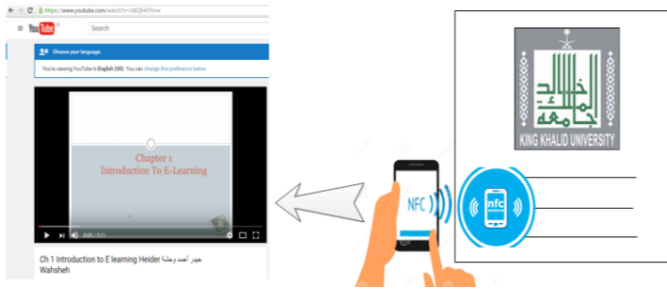 https://www.youtube.com/watch?v=
YouTube
Search
Choose your language.
You're viewing YouTube in English (US). You can change this preference below.
Chapter 1
Introduction To E-Learning
Ch 1 Introduction to E learning Heider حيدر أحمد وحشة
Wahsheh
NFC
nfc
جامعة الملك خالد
KING KHALID UNIVERSITY